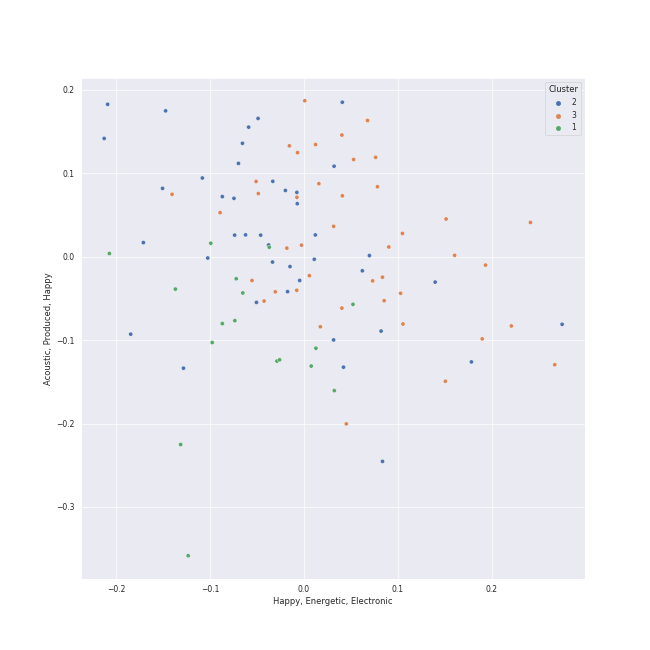 Cluster
2
3
1
0.2
0.1
0.0
−0.1
−0.2
−0.3
Acoustic, Produced, Happy
−0.2 −0.1 0.0 0.1 0.2
Happy, Energetic, Electronic